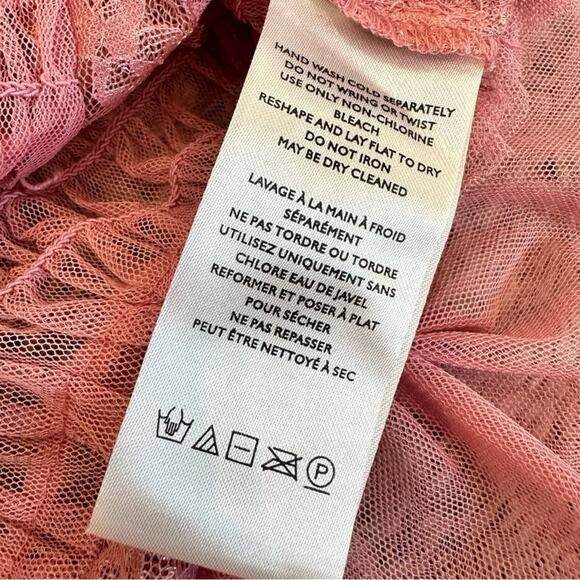 HAND WASH COLD SEPARATELY
DO NOT WRING OR TWIST
USE ONLY NON-CHLORINE
BLEACH
RESHAPE AND LAY FLAT TO DRY
DO NOT IRON
MAY BE DRY CLEANED
LAVAGE À LA MAIN À FROID
SÉPARÉMENT
NE PAS TORDRE OU TORDRE
UTILISEZ UNIQUEMENT SANS
CHLORE EAU DE JAVEL
REFORMER ET POSER À PLAT
POUR SÉCHER
NE PAS REPASSER
PEUT ÊTRE NETTOYÉ À SEC
P